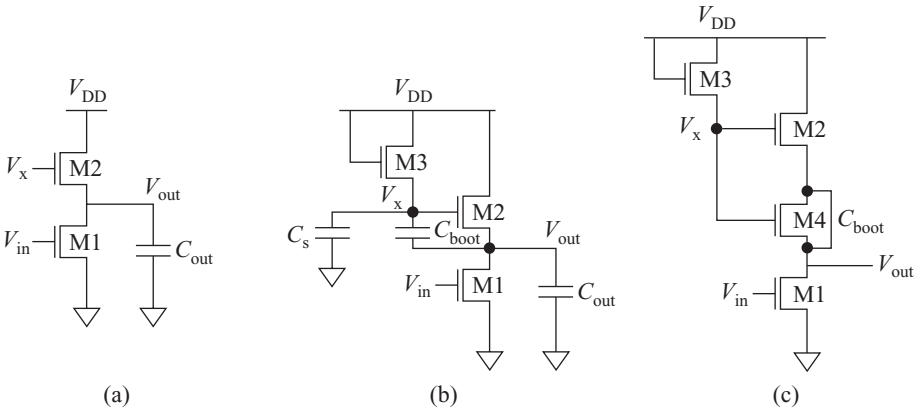 V_DD
V_x
M2
V_out
V_in
M1
C_out
(a)
V_DD
M3
V_x
M2
C_s
C_boot
V_out
V_in
M1
C_out
(b)
V_DD
M3
V_x
M2
M4
C_boot
V_out
V_in
M1
(c)